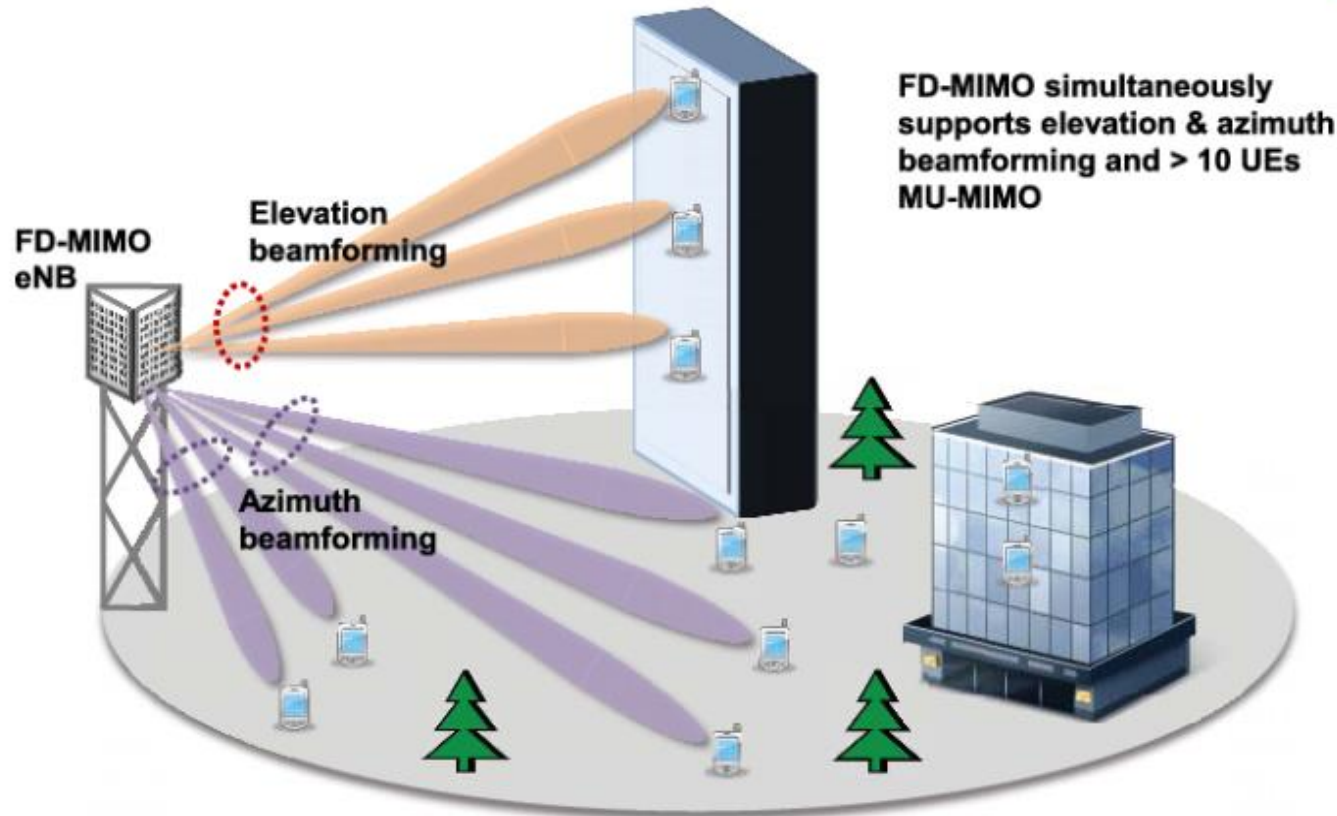 FD-MIMO simultaneously
supports elevation & azimuth
beamforming and > 10 UEs
MU-MIMO
Elevation
beamforming
FD-MIMO
eNB
Azimuth
beamforming